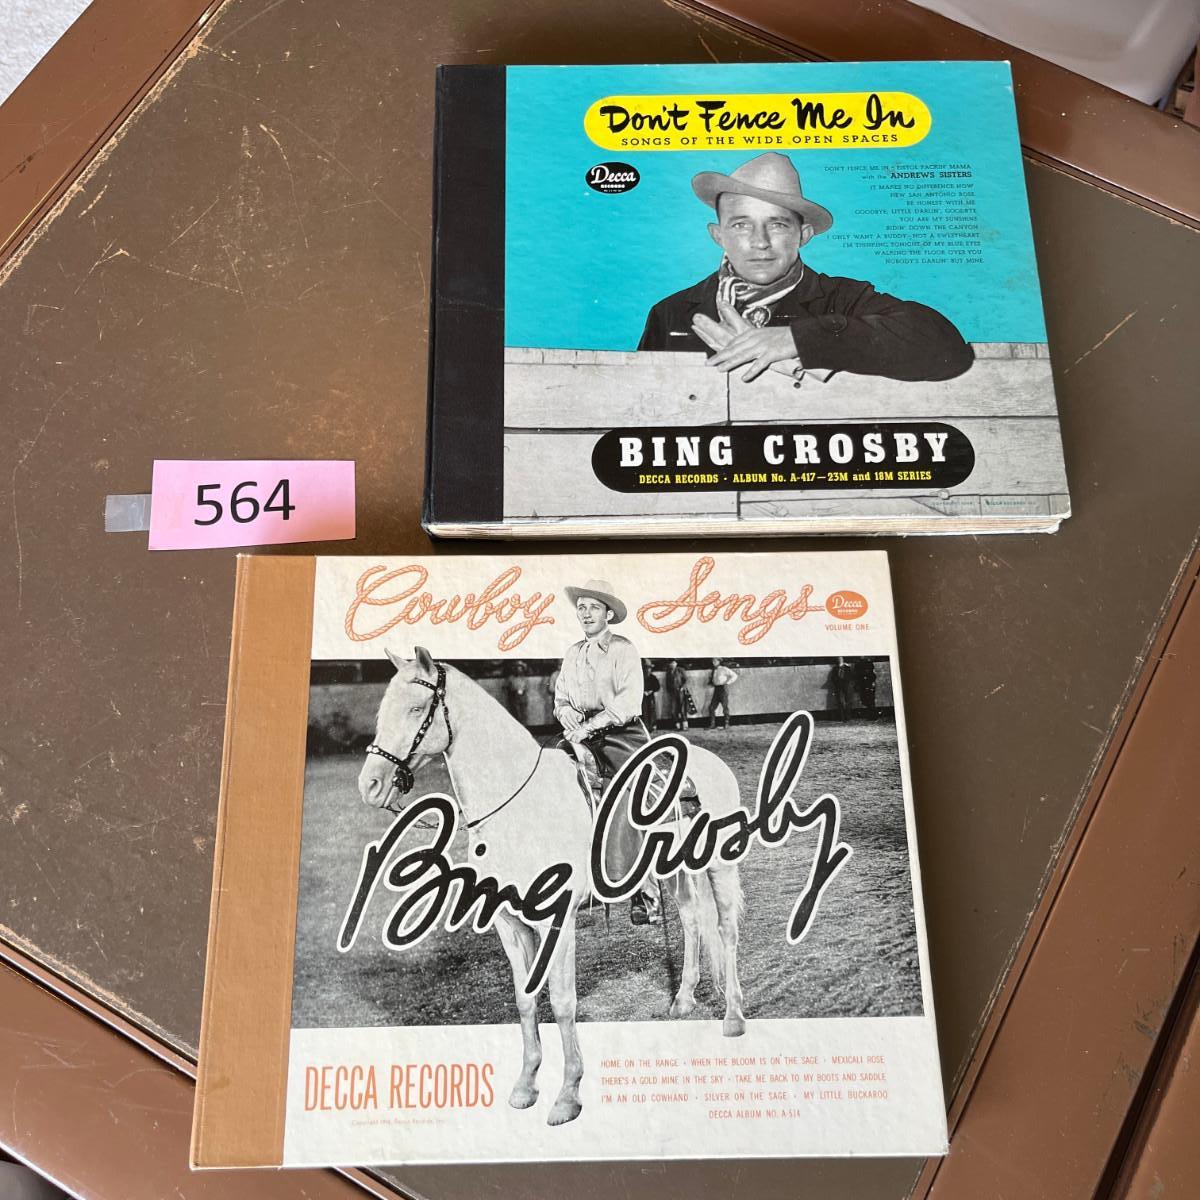 Don't Fence Me In
SONGS OF THE WIDE OPEN SPACES
Decca
RECORDS
DON'T FENCE ME IN • PISTOL PACKIN' MAMA
with the ANDREWS SISTERS
IT MAKES NO DIFFERENCE NOW
NEW SAN ANTONIO ROSE
BE HONEST WITH ME
GOODBYE, LITTLE DARLIN', GOODBYE
YOU ARE MY SUNSHINE
RIDIN' DOWN THE CANYON
I ONLY WANT A BUDDY—NOT A SWEETHEART
I'M THINKING TONIGHT OF MY BLUE EYES
WALKING THE FLOOR OVER YOU
NOBODY'S DARLIN' BUT MINE
BING CROSBY
DECCA RECORDS • ALBUM No. A-417—23M and 18M SERIES
564
Cowboy Songs
Decca
RECORDS
VOLUME ONE
Bing Crosby
DECCA RECORDS
HOME ON THE RANGE • WHEN THE BLOOM IS ON THE SAGE • MEXICALI ROSE
THERE'S A GOLD MINE IN THE SKY • TAKE ME BACK TO MY BOOTS AND SADDLE
I'M AN OLD COWHAND • SILVER ON THE SAGE • MY LITTLE BUCKAROO
DECCA ALBUM NO. A-514
Decca Records, Inc.